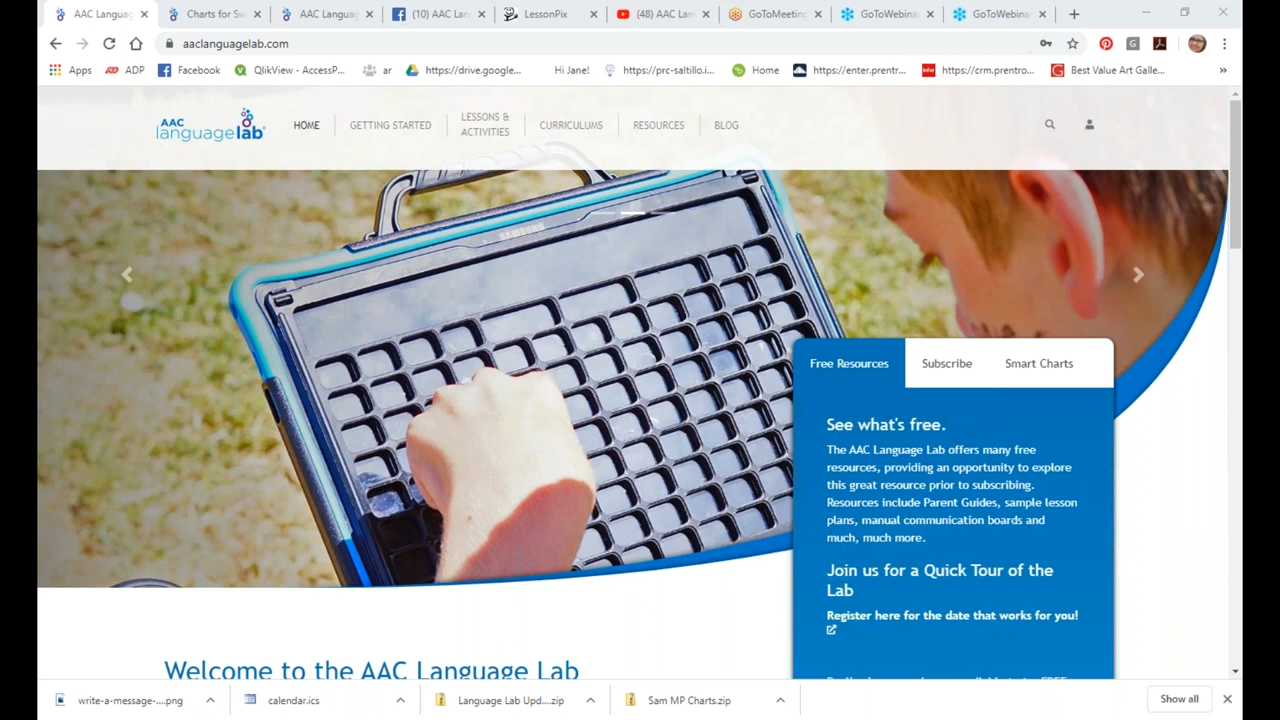 AAC Languag
Charts for Sw
AAC Languag
(10) AAC Lan
LessonPix
(48) AAC Lan
GoToMeeting
GoToWebina
GoToWebina
aaclanguagelab.com
Apps
ADP
Facebook
QlikView - AccessP...
ar
https://drive.google...
Hi Jane!
https://prc-saltillo.i...
Home
https://enter.prentr...
https://crm.prentro...
Best Value Art Galle...
AAC
languagelab
HOME
GETTING STARTED
LESSONS &
ACTIVITIES
CURRICULUMS
RESOURCES
BLOG
SAMSUNG
Free Resources
Subscribe
Smart Charts
See what's free.
The AAC Language Lab offers many free
resources, providing an opportunity to explore
this great resource prior to subscribing.
Resources include Parent Guides, sample lesson
plans, manual communication boards and
much, much more.
Join us for a Quick Tour of the
Lab
Register here for the date that works for you!
Welcome to the AAC Language Lab
write-a-message-....png
calendar.ics
Language Lab Upd....zip
Sam MP Charts.zip
Show all